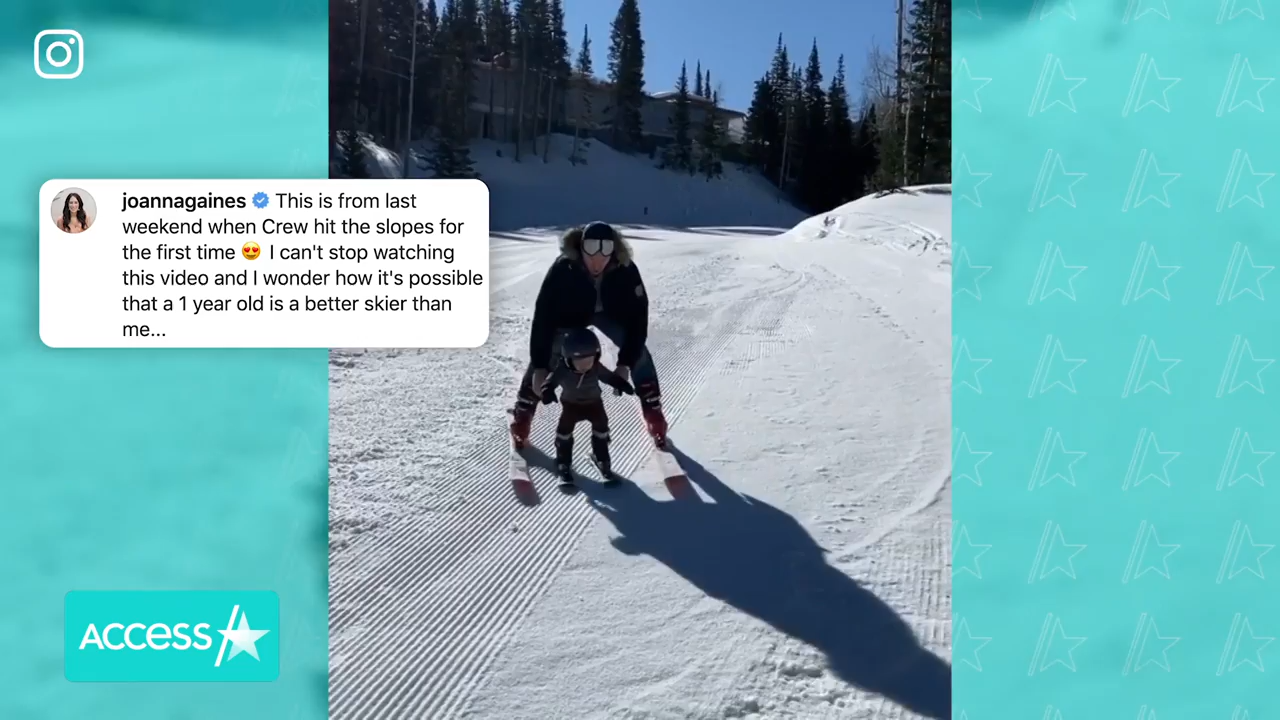 joannagaines This is from last
weekend when Crew hit the slopes for
the first time 😍 I can't stop watching
this video and I wonder how it's possible
that a 1 year old is a better skier than
me...
ACCESS